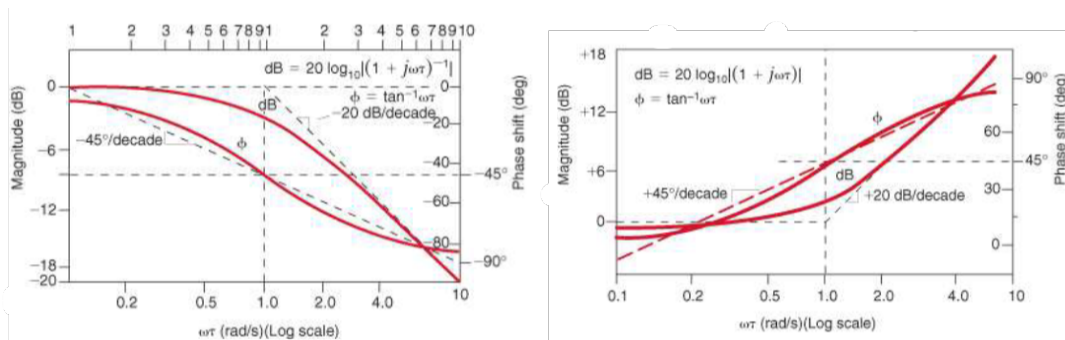 1 2 3 4 5 6 7 8 9 1 2 3 4 5 6 7 8 9 10
dB = 20 log₁₀|(1 + jωτ)⁻¹|
ϕ = tan⁻¹ωτ
−20 dB/decade
dB
ϕ
−45°/decade
Magnitude (dB)
0
−6
−12
−18
−20
0
−20
−40
−45°
−60
−80
−90°
Phase shift (deg)
0.2 0.5 1.0 2.0 4.0 10
ωτ (rad/s)(Log scale)
+18
+12
+6
0
Magnitude (dB)
dB = 20 log₁₀|(1 + jωτ)|
ϕ = tan⁻¹ωτ
ϕ
dB
+45°/decade
+20 dB/decade
90°
60
45°
30
0
Phase shift (deg)
0.1 0.2 0.5 1.0 2.0 4.0 10
ωτ (rad/s)(Log scale)